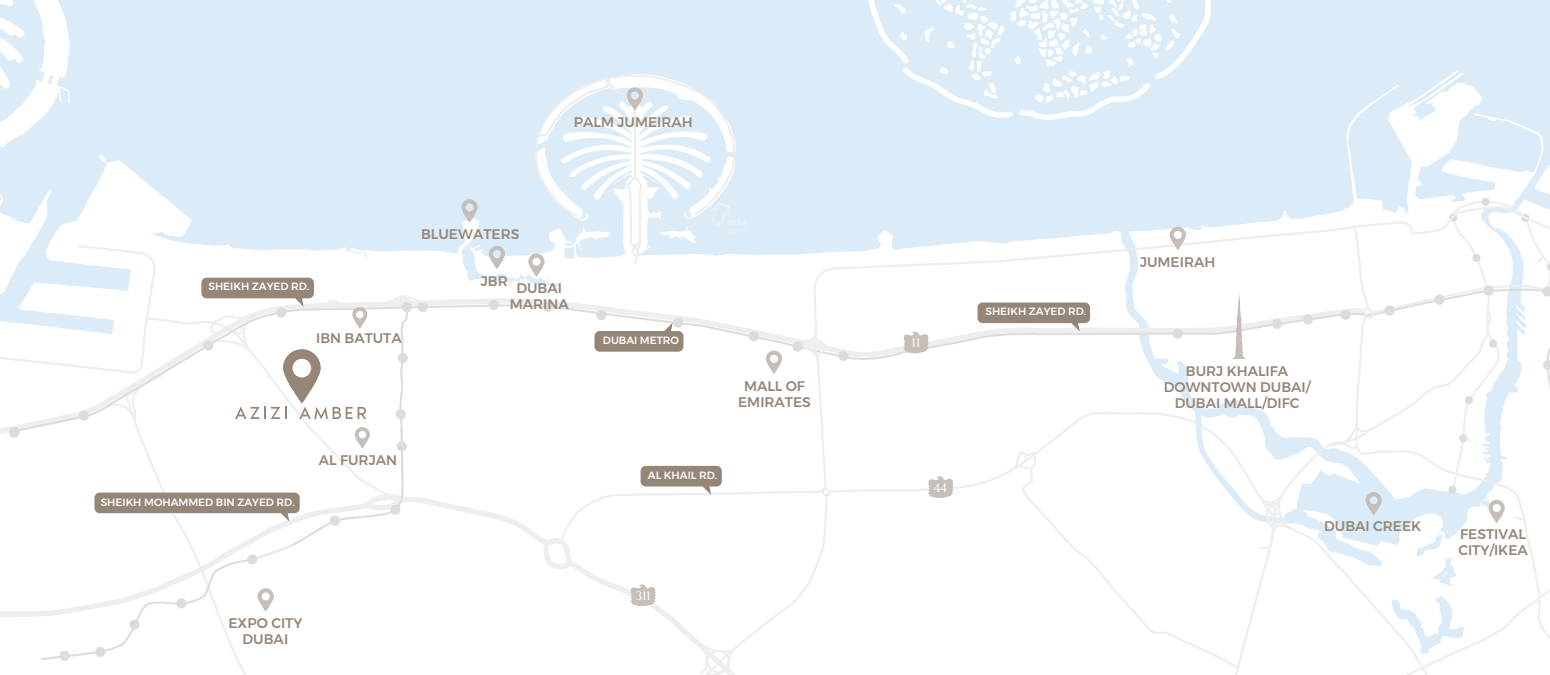 PALM JUMEIRAH
BLUEWATERS
JBR
DUBAI
MARINA
JUMEIRAH
SHEIKH ZAYED RD.
IBN BATUTA
SHEIKH ZAYED RD.
DUBAI METRO
11
MALL OF
EMIRATES
BURJ KHALIFA
DOWNTOWN DUBAI/
DUBAI MALL/DIFC
AZIZI AMBER
AL FURJAN
AL KHAIL RD.
44
SHEIKH MOHAMMED BIN ZAYED RD.
DUBAI CREEK
FESTIVAL
CITY/IKEA
311
EXPO CITY
DUBAI